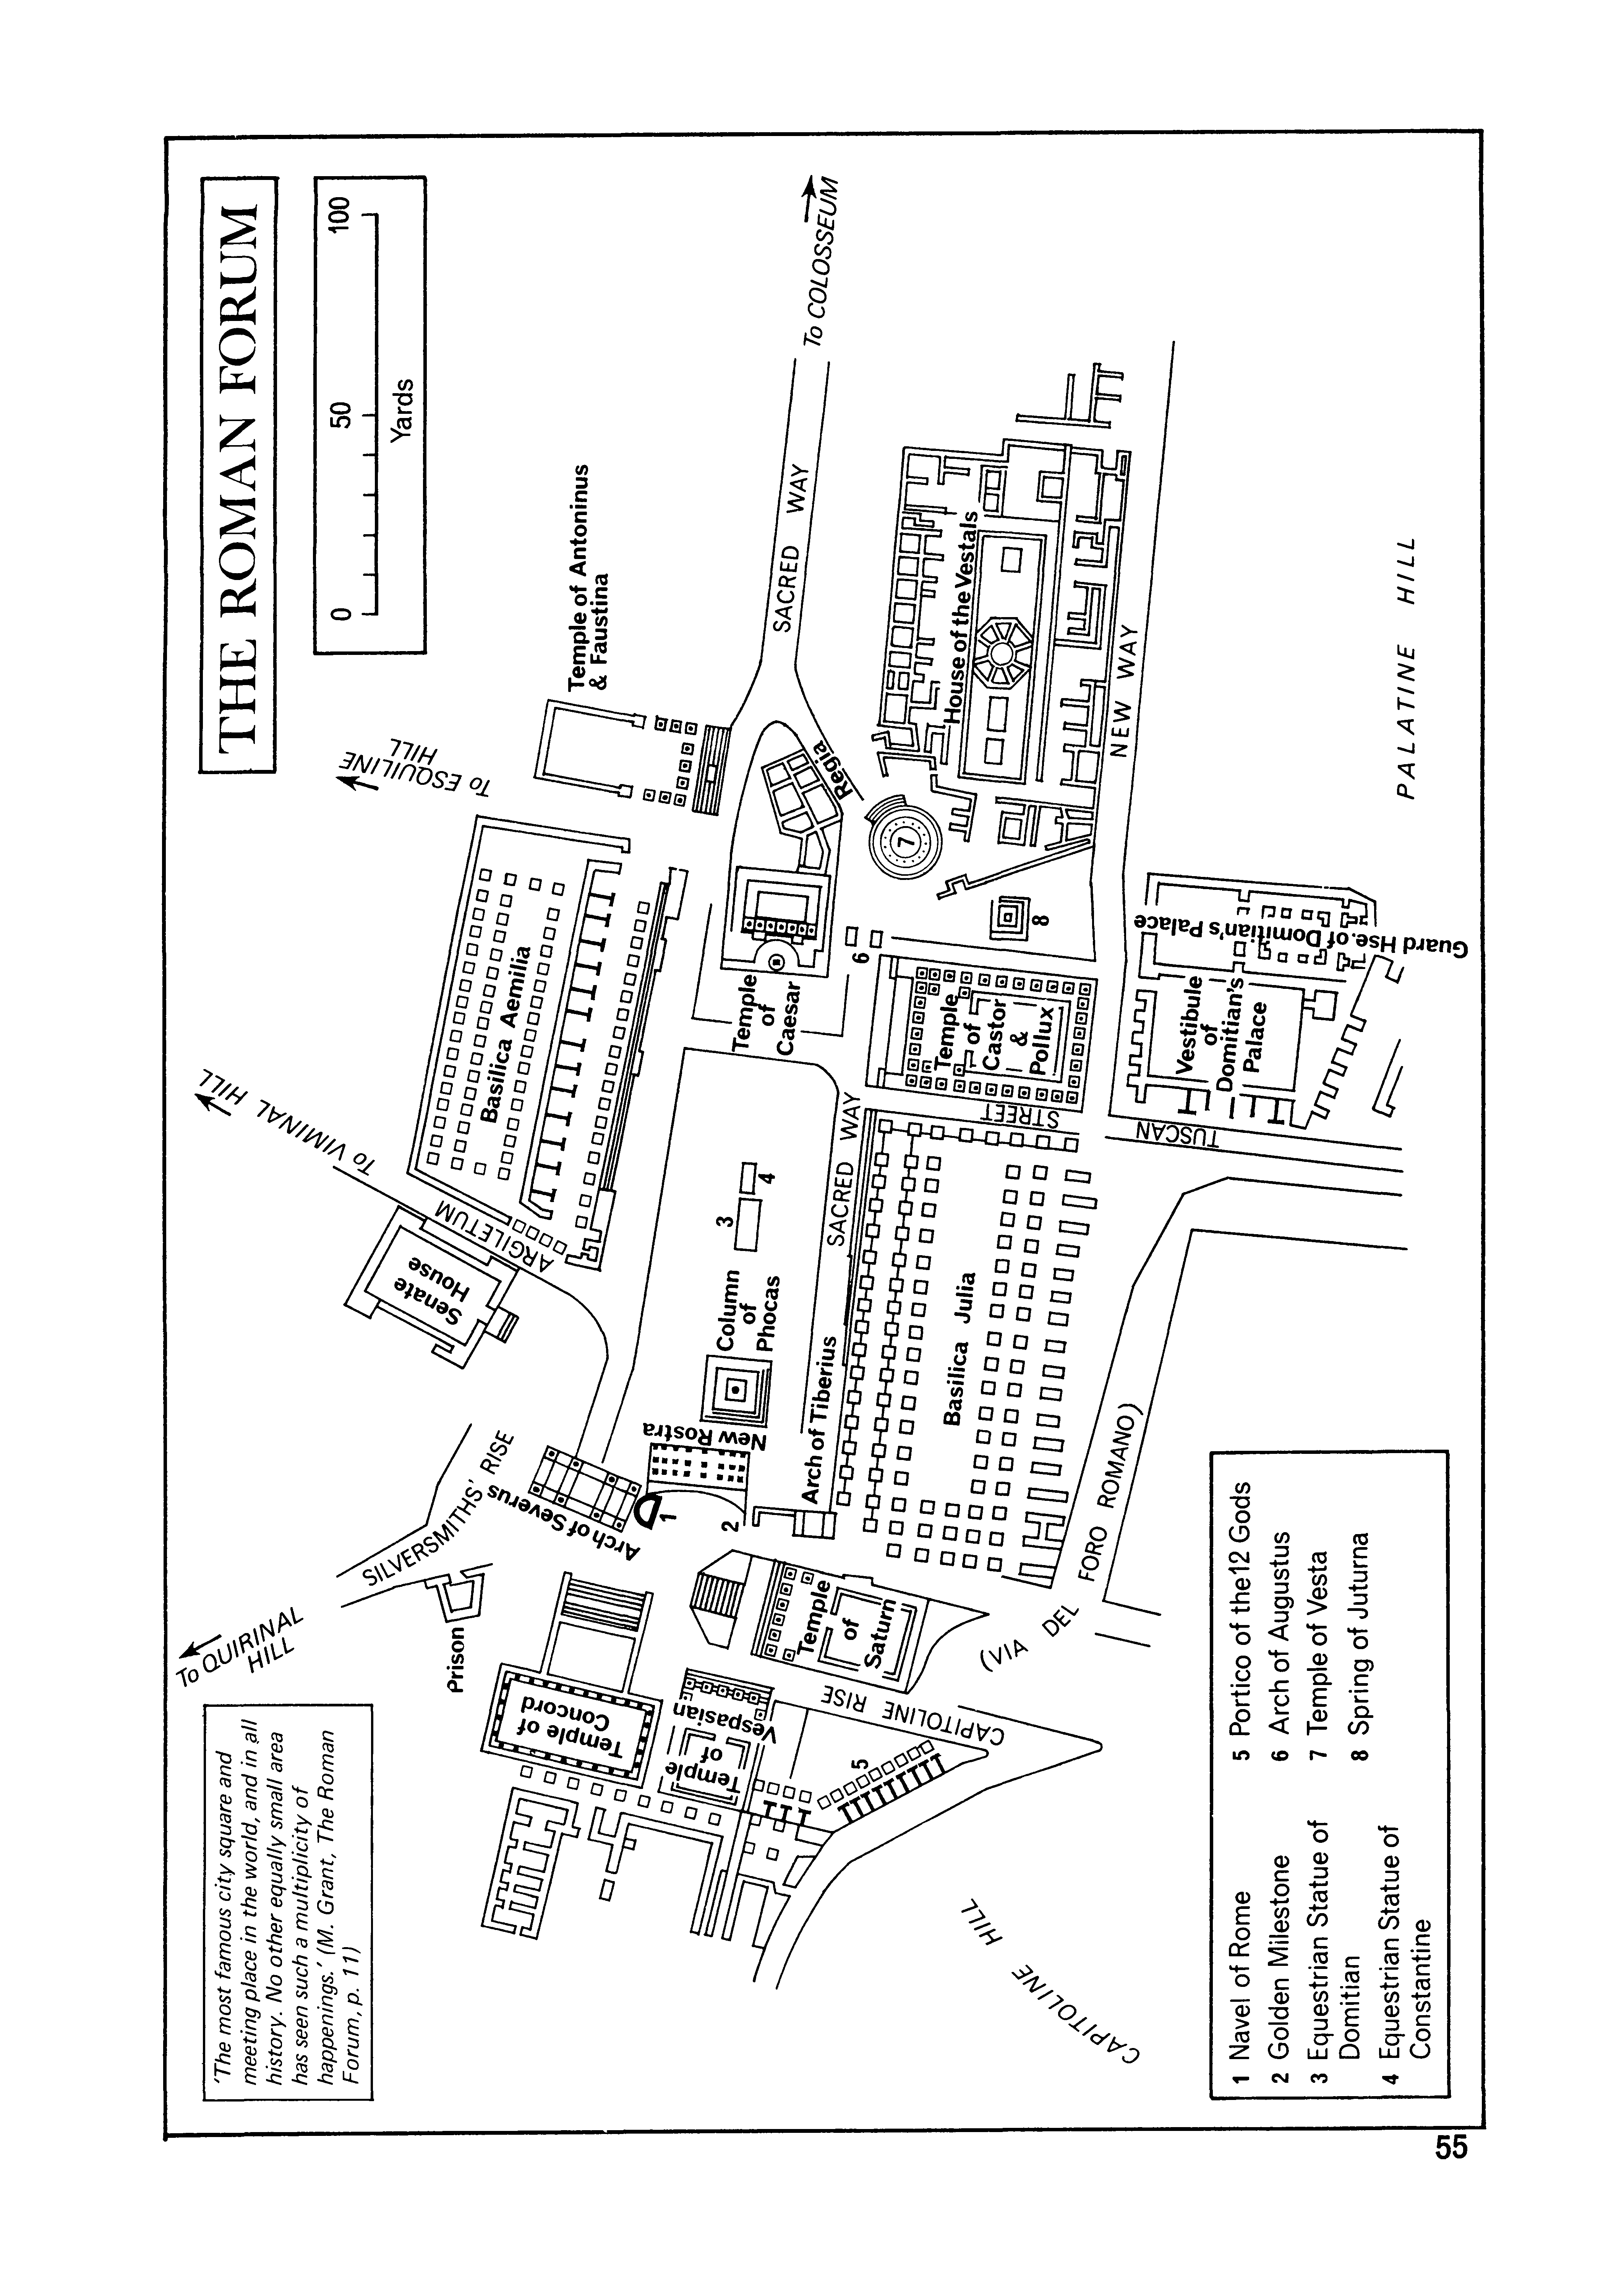 THE ROMAN FORUM
0 50 100
Yards
'The most famous city square and
meeting place in the world, and in all
history. No other equally small area
has seen such a multiplicity of
happenings.' (M. Grant, The Roman
Forum, p. 11)
To QUIRINAL
HILL
To VIMINAL HILL
To ESQUILINE
HILL
SILVERSMITHS' RISE
Prison
Senate
House
ARGILETUM
Basilica Aemilia
Temple of Antoninus
& Faustina
Temple of
Concord
Arch of Severus
1
New Rostra
2
Column
of
Phocas
3
4
Temple
of
Caesar
Regia
SACRED WAY
To COLOSSEUM
Temple
of
Vespasian
Temple
of
Saturn
Arch of Tiberius
SACRED WAY
6
7
House of the Vestals
CAPITOLINE RISE
5
Basilica Julia
Temple
of
Castor
&
Pollux
8
STREET
TUSCAN
NEW WAY
(VIA DEL FORO ROMANO)
Vestibule
of
Domitian's
Palace
Guard Hse. of Domitian's Palace
CAPITOLINE HILL
PALATINE HILL
1 Navel of Rome
2 Golden Milestone
3 Equestrian Statue of
Domitian
4 Equestrian Statue of
Constantine
5 Portico of the12 Gods
6 Arch of Augustus
7 Temple of Vesta
8 Spring of Juturna
55